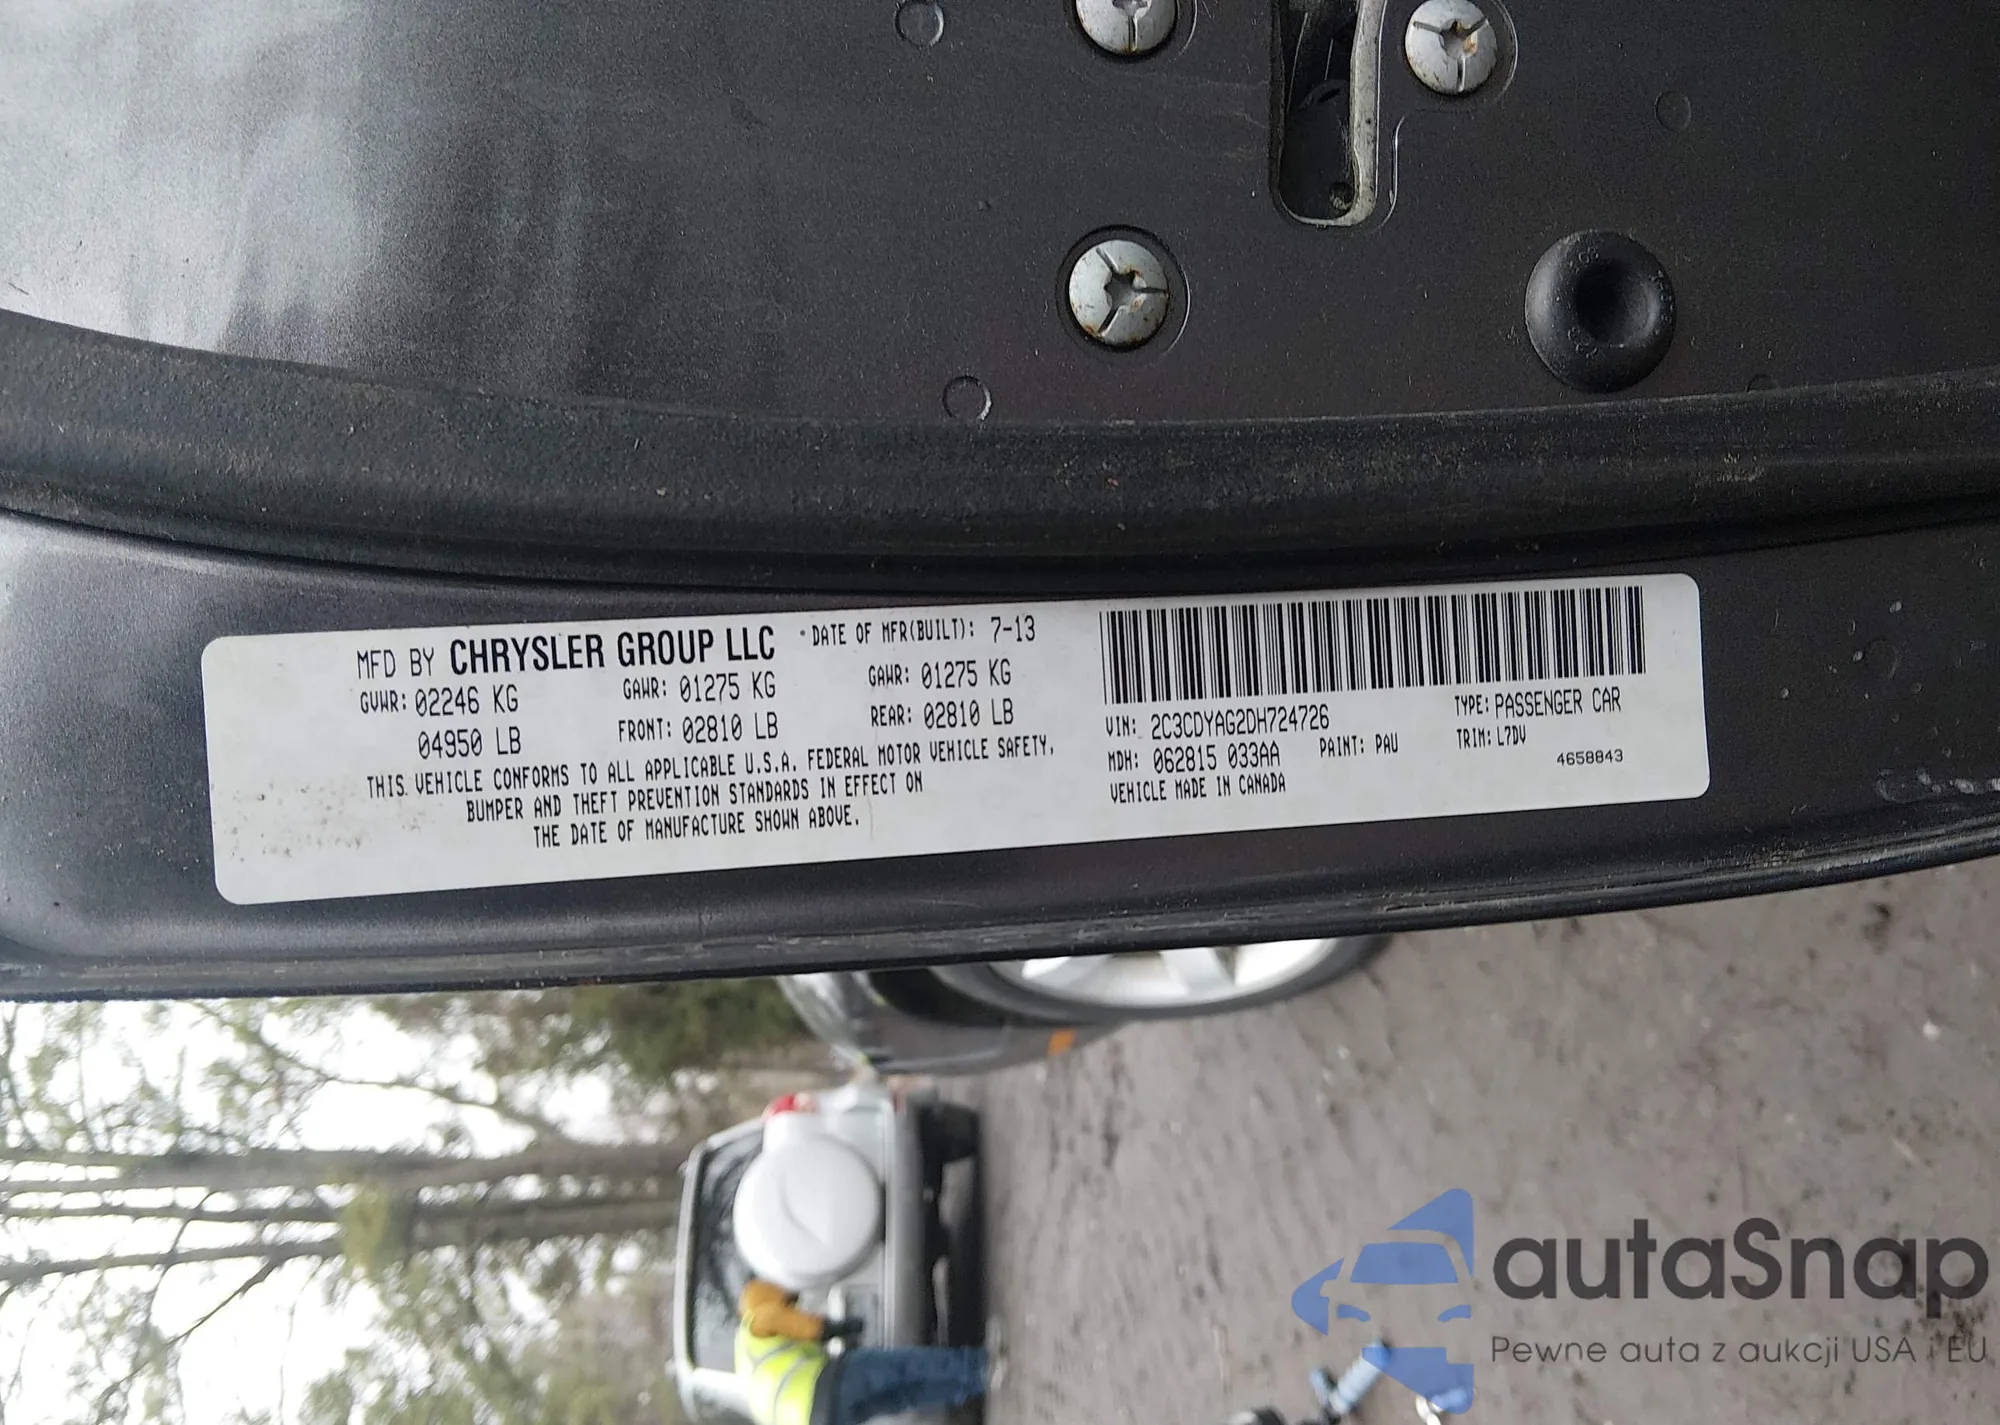 MFD BY CHRYSLER GROUP LLC
• DATE OF MFR(BUILT): 7-13
GVWR: 02246 KG GAWR: 01275 KG GAWR: 01275 KG
04950 LB FRONT: 02810 LB REAR: 02810 LB
THIS VEHICLE CONFORMS TO ALL APPLICABLE U.S.A. FEDERAL MOTOR VEHICLE SAFETY,
BUMPER AND THEFT PREVENTION STANDARDS IN EFFECT ON
THE DATE OF MANUFACTURE SHOWN ABOVE.
VIN: 2C3CDYAG2DH724726 TYPE: PASSENGER CAR
MDH: 062815 033AA PAINT: PAU TRIM: L7DV
VEHICLE MADE IN CANADA 4658843
autoSnap
Pewne auta z aukcji USA i EU